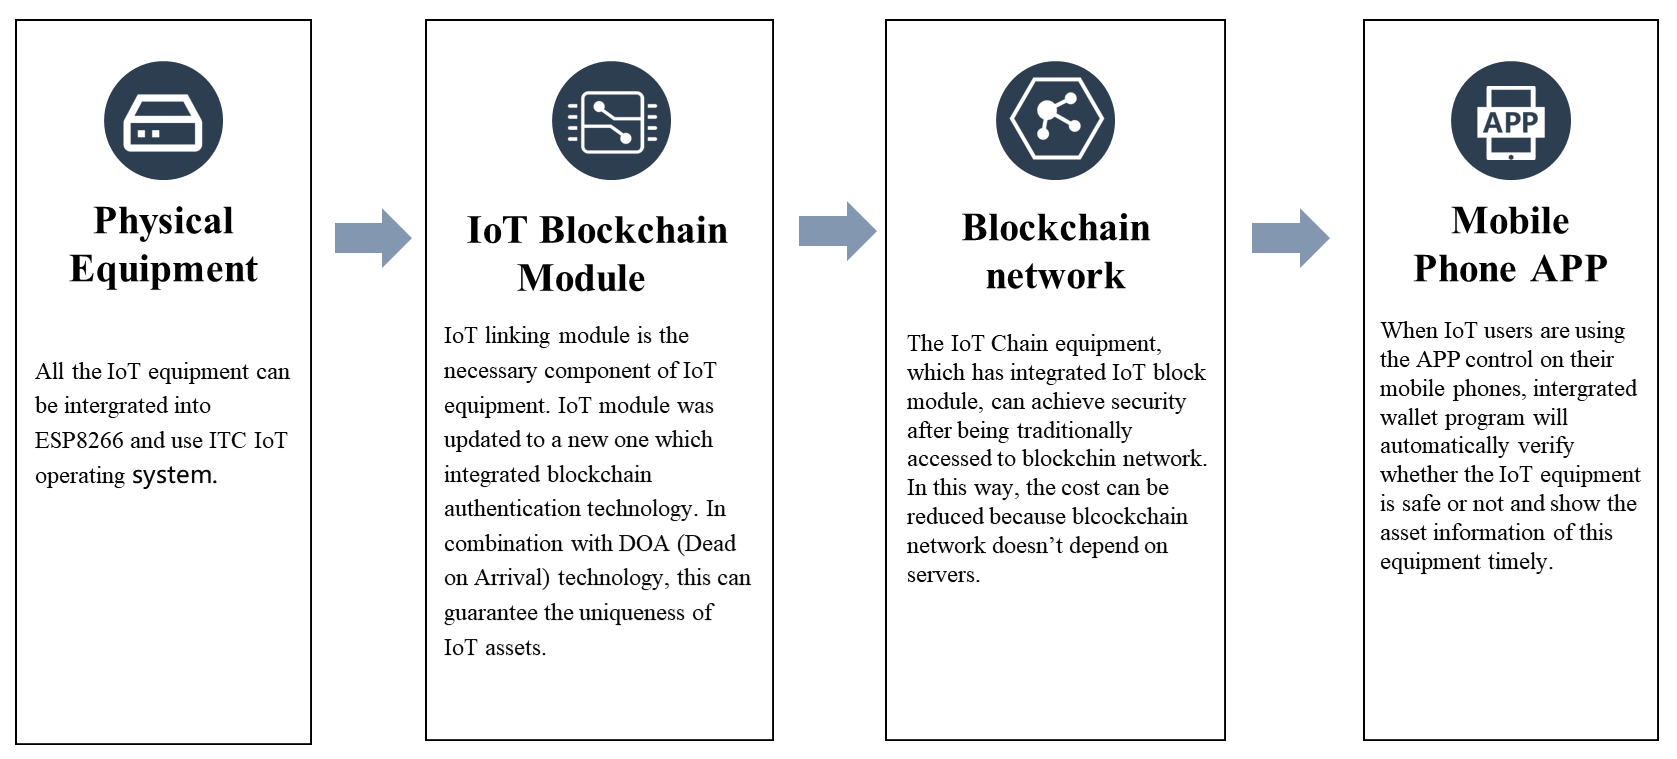 Physical
Equipment
All the IoT equipment can
be intergrated into
ESP8266 and use ITC IoT
operating system.
IoT Blockchain
Module
IoT linking module is the
necessary component of IoT
equipment. IoT module was
updated to a new one which
integrated blockchain
authentication technology. In
combination with DOA (Dead
on Arrival) technology, this can
guarantee the uniqueness of
IoT assets.
Blockchain
network
The IoT Chain equipment,
which has integrated IoT block
module, can achieve security
after being traditionally
accessed to blockchin network.
In this way, the cost can be
reduced because blcockchain
network doesn’t depend on
servers.
APP
Mobile
Phone APP
When IoT users are using
the APP control on their
mobile phones, intergrated
wallet program will
automatically verify
whether the IoT equipment
is safe or not and show the
asset information of this
equipment timely.